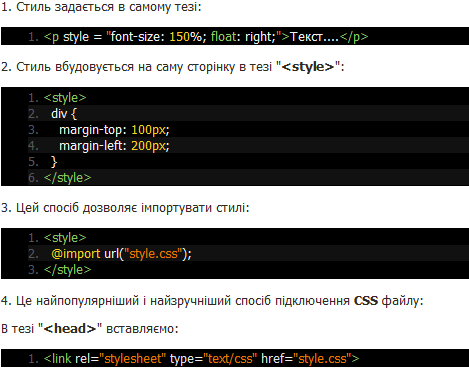 1. Стиль задається в самому тезі:
1. <p style = "font-size: 150%; float: right;">Текст....</p>
2. Стиль вбудовується на саму сторінку в тезі "<style>":
1. <style>
2. div {
3. margin-top: 100px;
4. margin-left: 200px;
5. }
6. </style>
3. Цей спосіб дозволяє імпортувати стилі:
1. <style>
2. @import url("style.css");
3. </style>
4. Це найпопулярніший і найзручніший спосіб підключення CSS файлу:
В тезі "<head>" вставляємо:
1. <link rel="stylesheet" type="text/css" href="style.css">